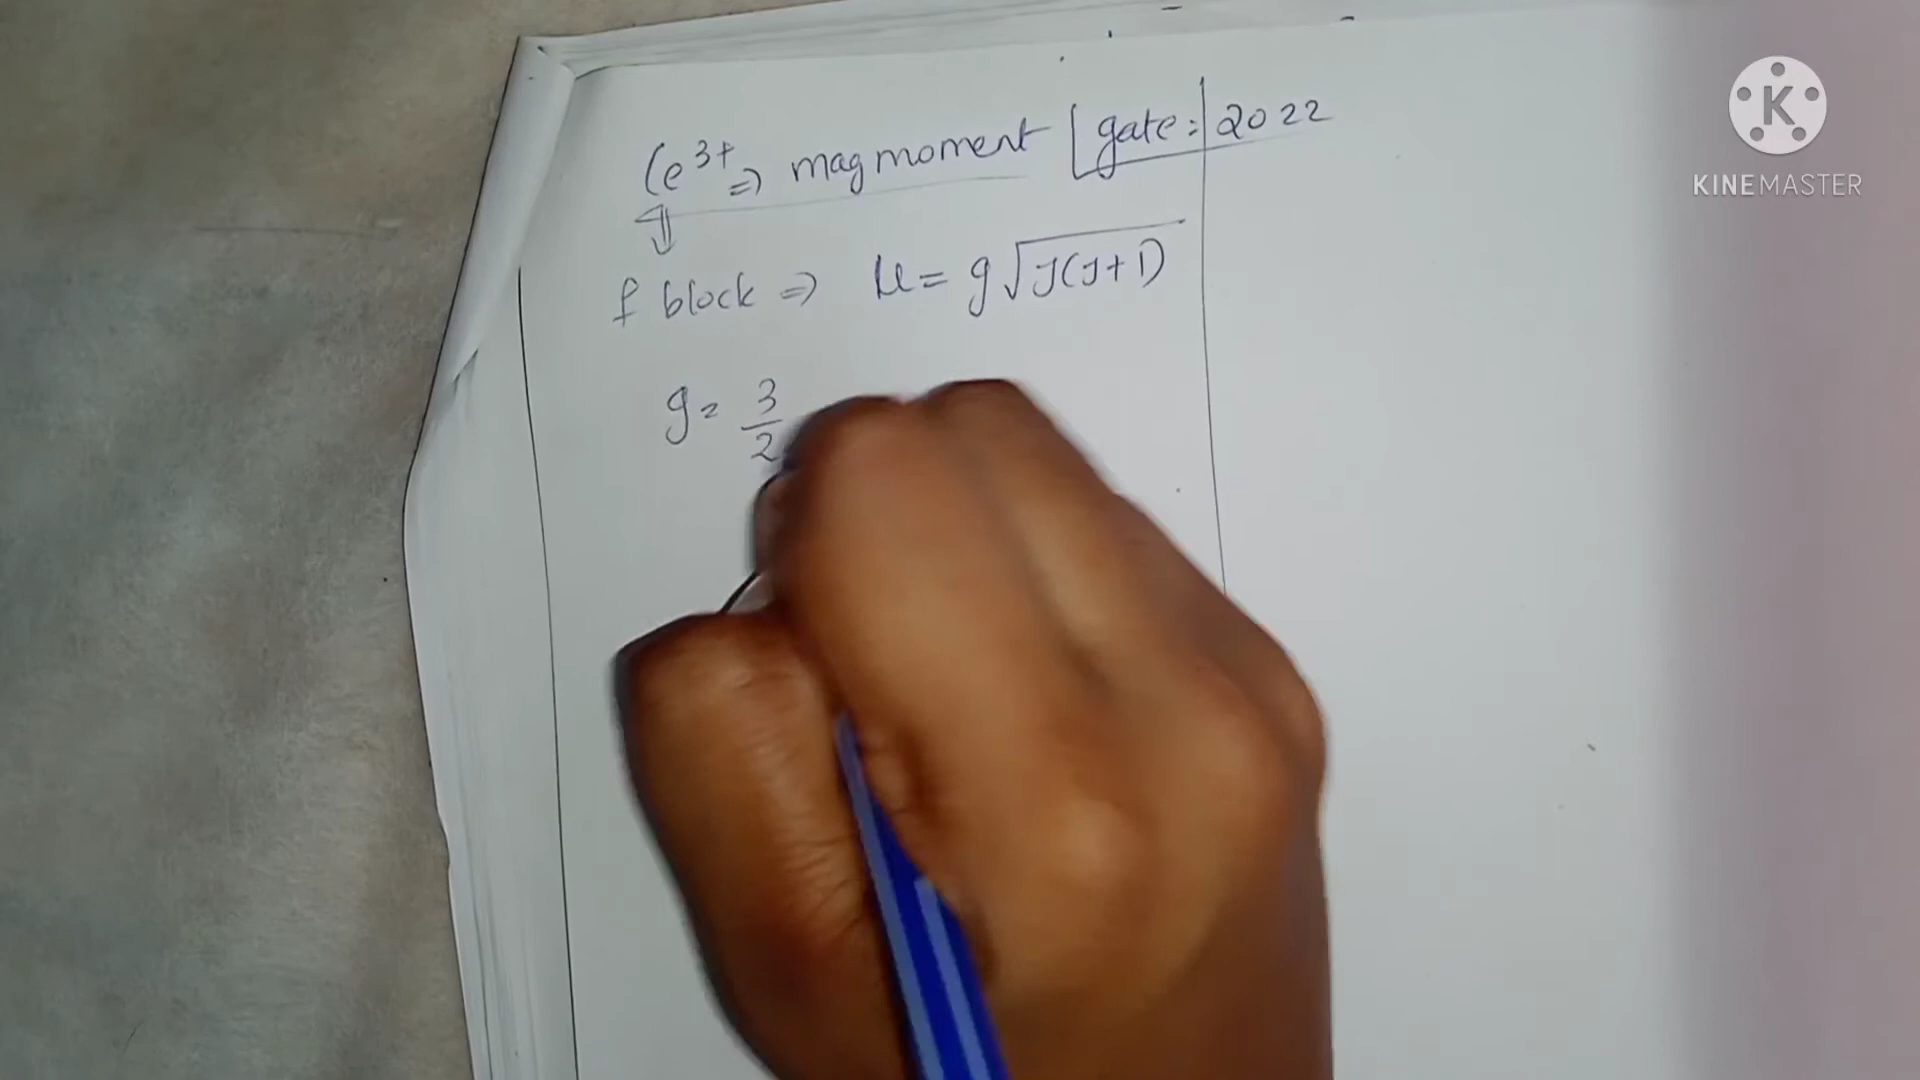 Ce3+ => mag moment [gate: 2022
f block => μ = g√J(J+1)
g = 3/2
K
KINEMASTER